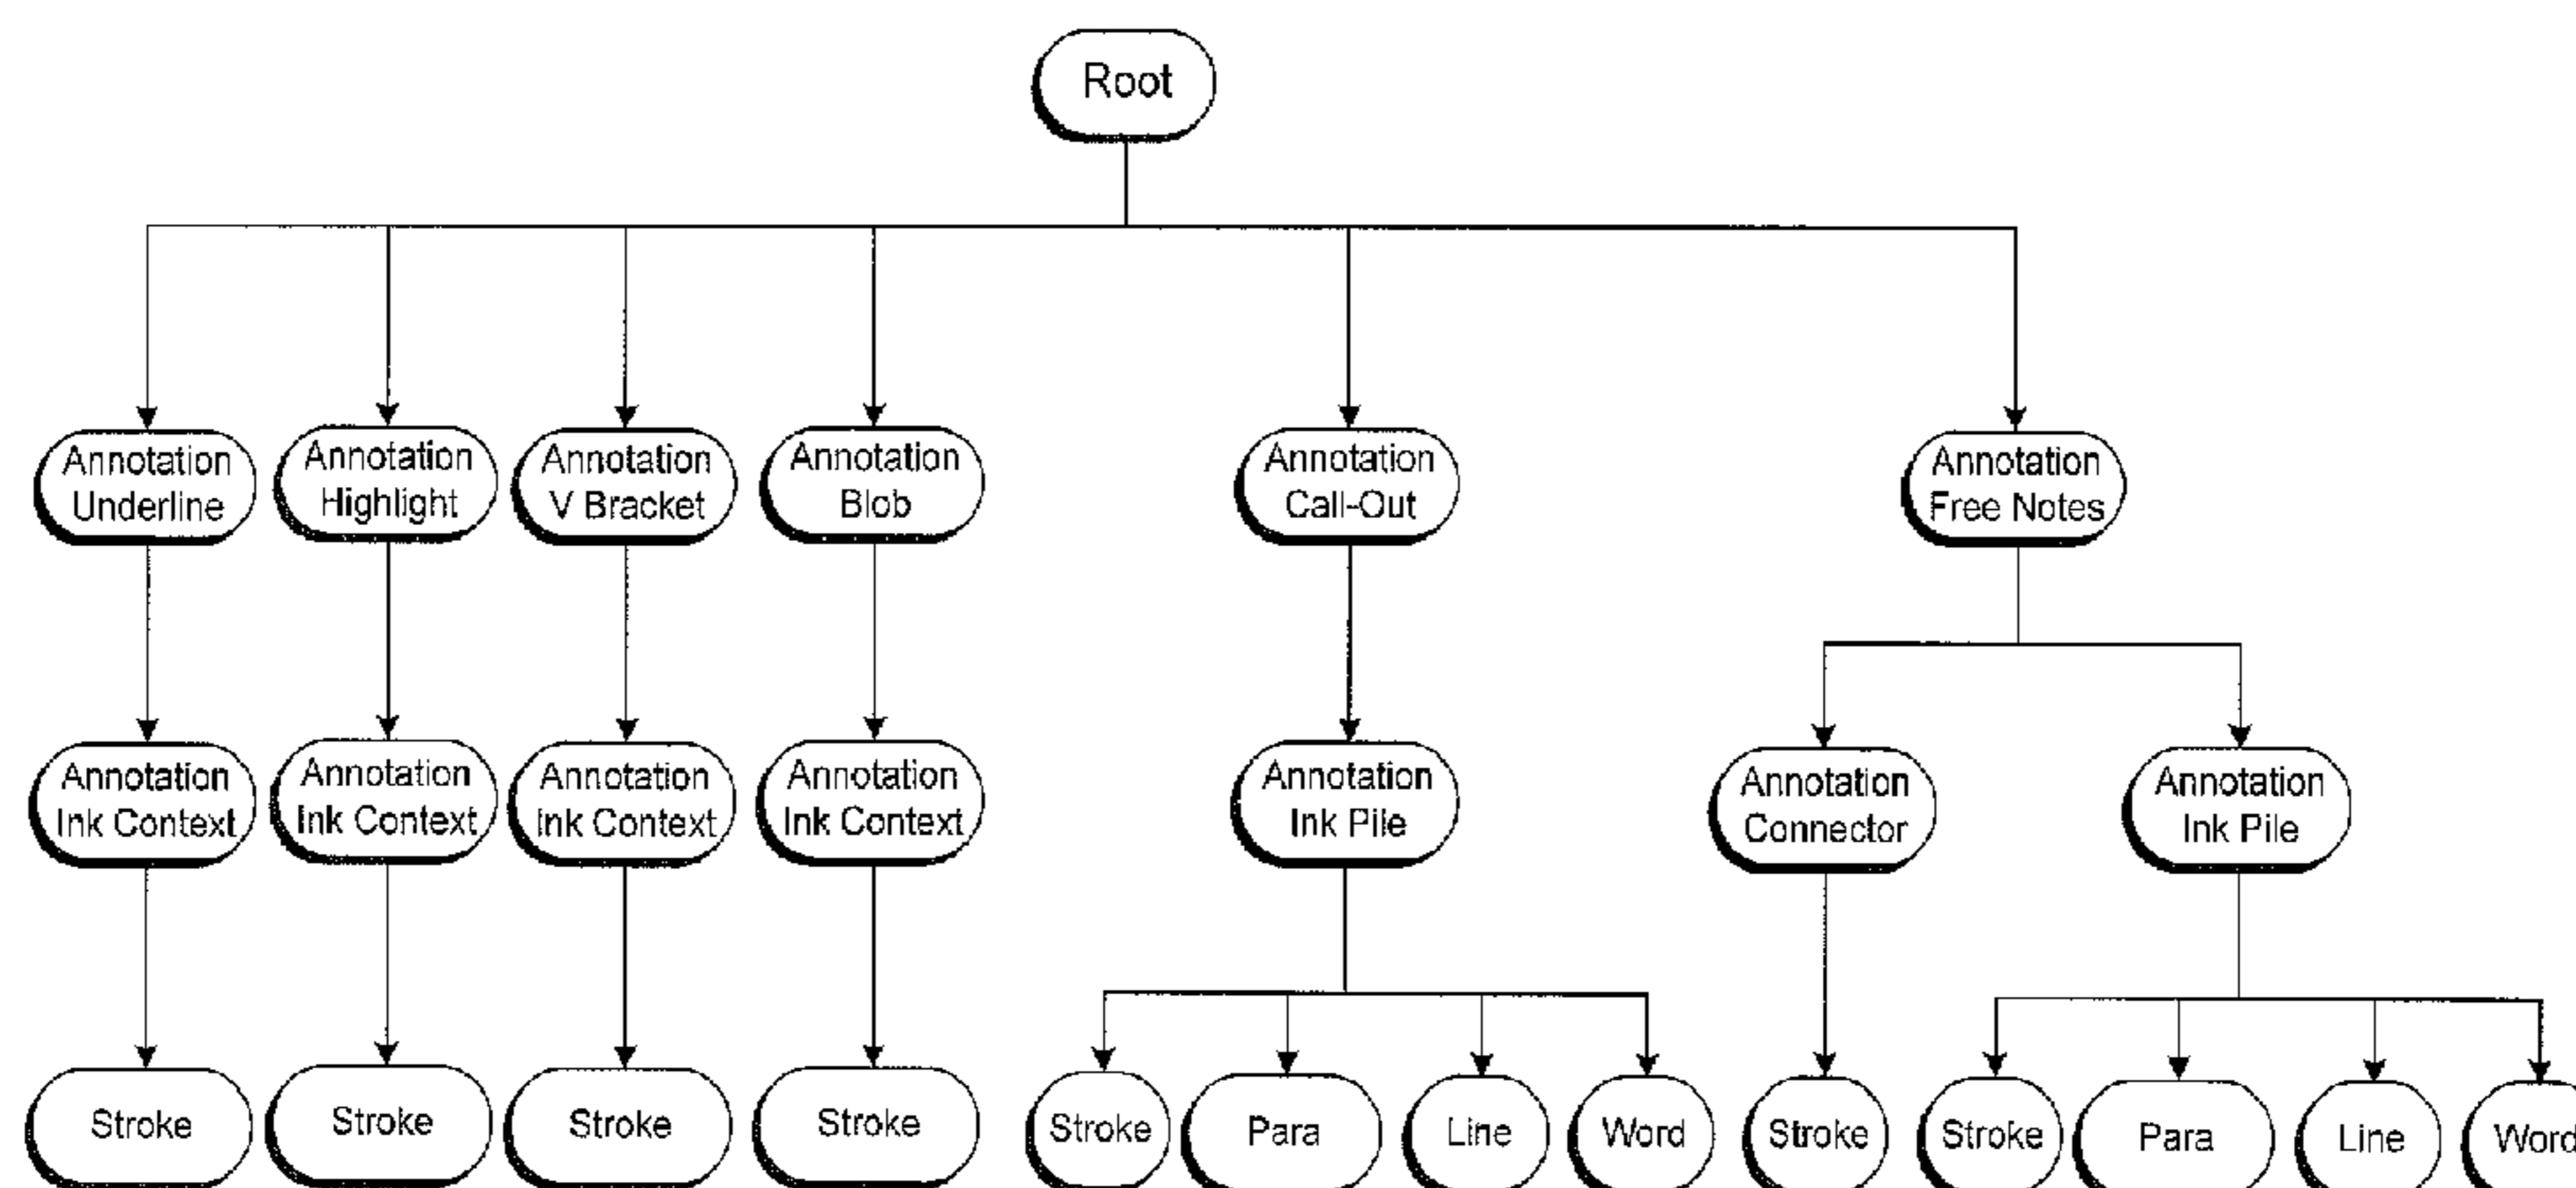 Root
Annotation
Underline
Annotation
Highlight
Annotation
V Bracket
Annotation
Blob
Annotation
Call-Out
Annotation
Free Notes
Annotation
Ink Context
Annotation
Ink Context
Annotation
Ink Context
Annotation
Ink Context
Annotation
Ink Pile
Annotation
Connector
Annotation
Ink Pile
Stroke
Stroke
Stroke
Stroke
Stroke
Para
Line
Word
Stroke
Stroke
Para
Line
Word